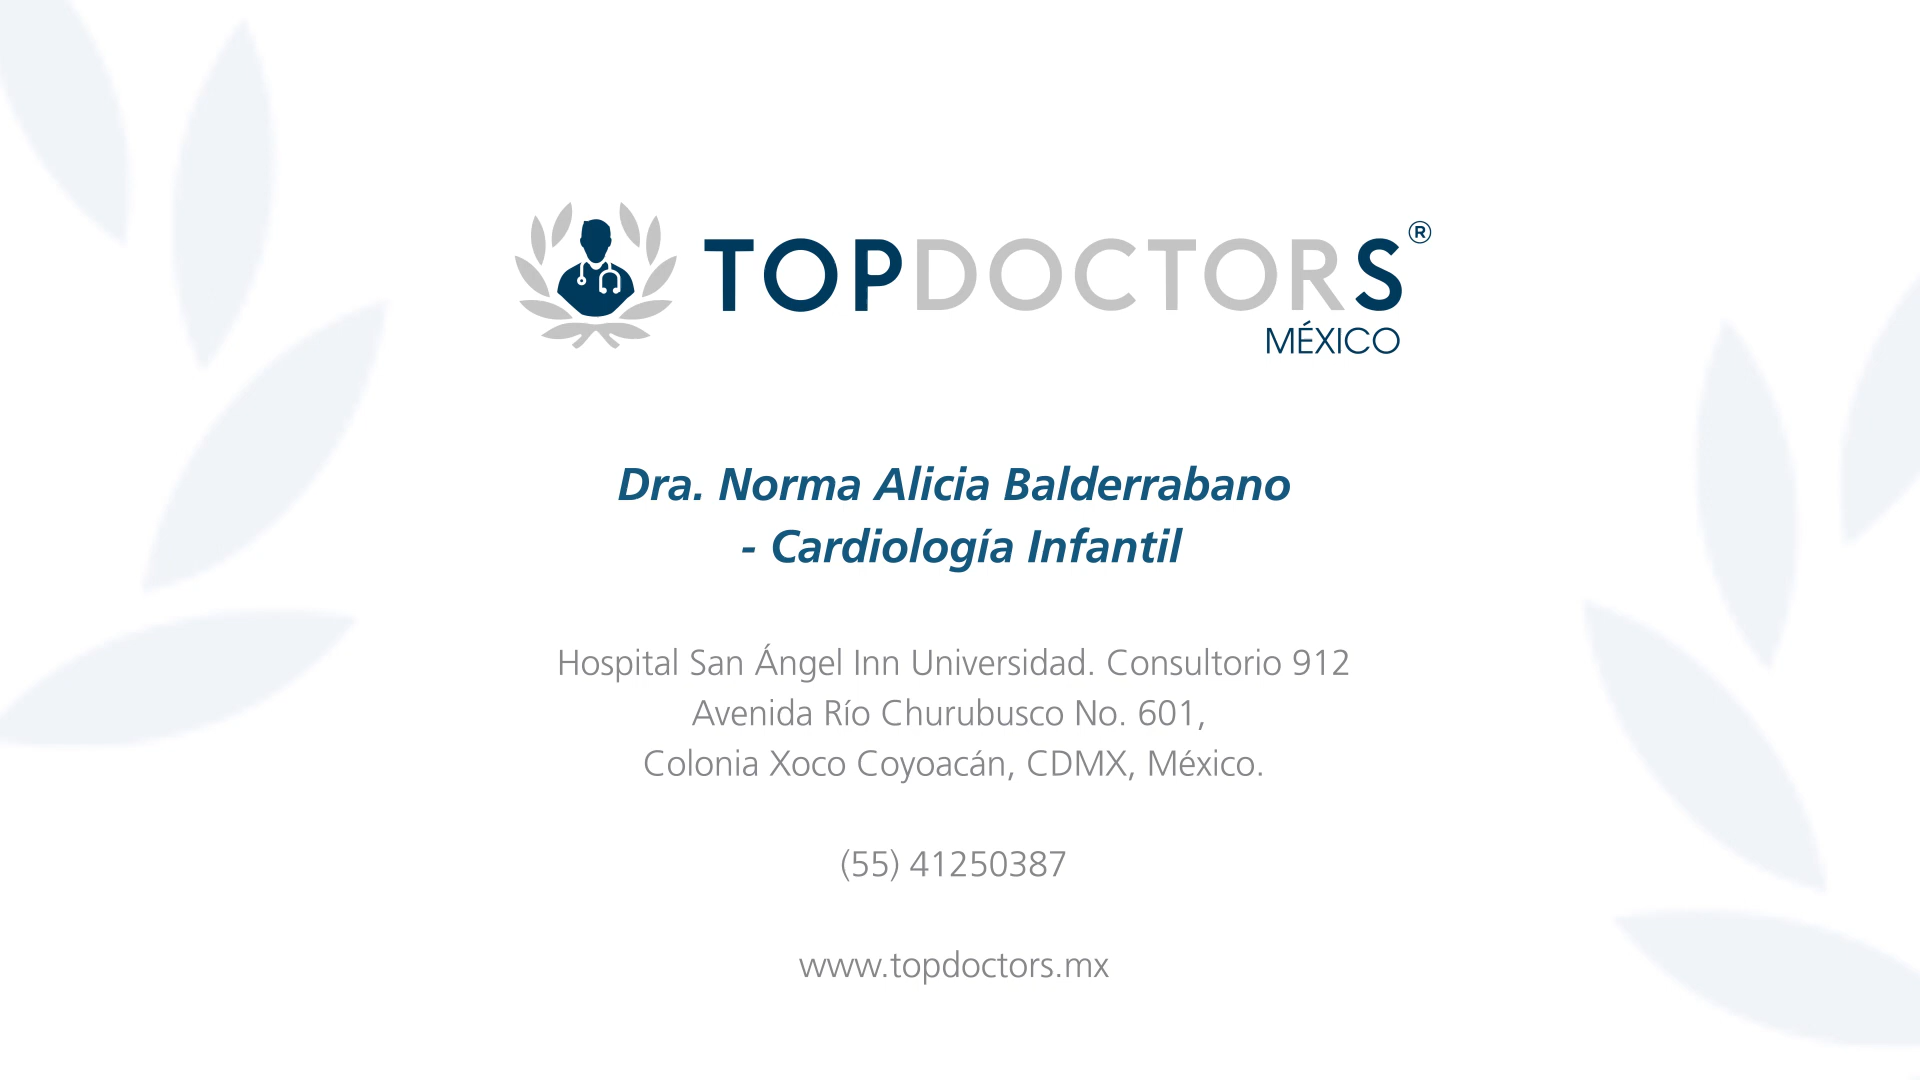 TOPDOCTORS®
MÉXICO
Dra. Norma Alicia Balderrabano
- Cardiología Infantil
Hospital San Ángel Inn Universidad. Consultorio 912
Avenida Río Churubusco No. 601,
Colonia Xoco Coyoacán, CDMX, México.
(55) 41250387
www.topdoctors.mx